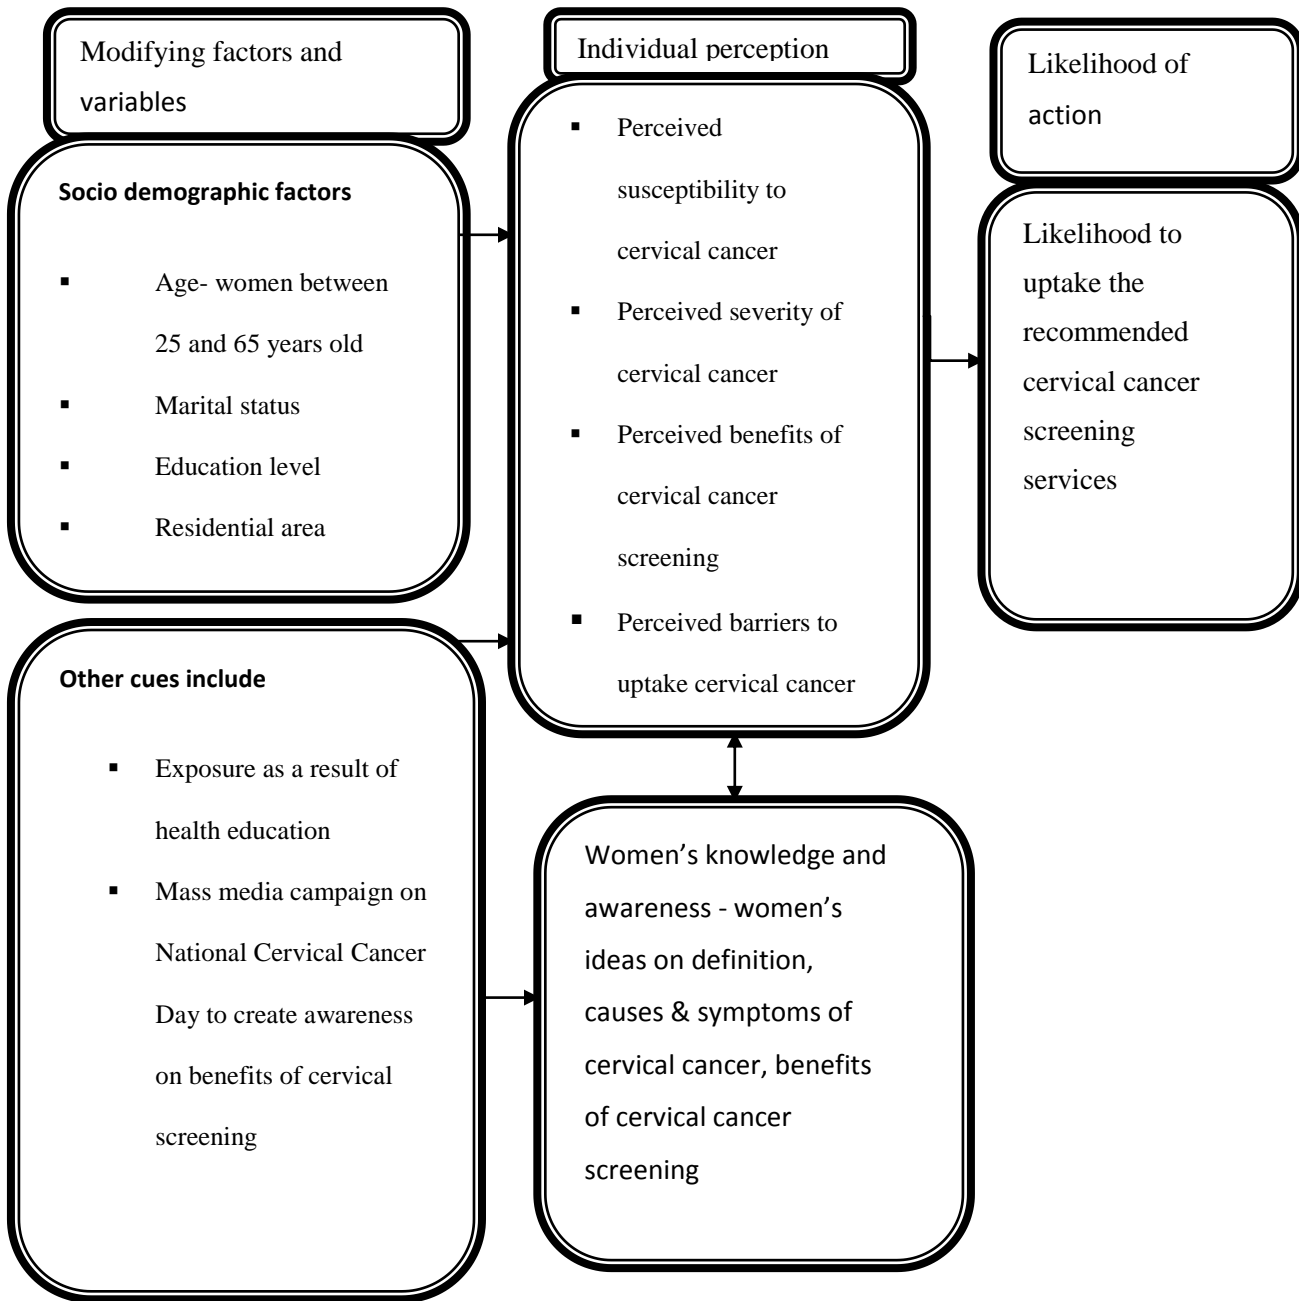 Modifying factors and
variables
Socio demographic factors
▪ Age- women between
25 and 65 years old
▪ Marital status
▪ Education level
▪ Residential area
Other cues include
▪ Exposure as a result of
health education
▪ Mass media campaign on
National Cervical Cancer
Day to create awareness
on benefits of cervical
screening
Individual perception
▪ Perceived
susceptibility to
cervical cancer
▪ Perceived severity of
cervical cancer
▪ Perceived benefits of
cervical cancer
screening
▪ Perceived barriers to
uptake cervical cancer
Women’s knowledge and
awareness - women’s
ideas on definition,
causes & symptoms of
cervical cancer, benefits
of cervical cancer
screening
Likelihood of
action
Likelihood to
uptake the
recommended
cervical cancer
screening
services